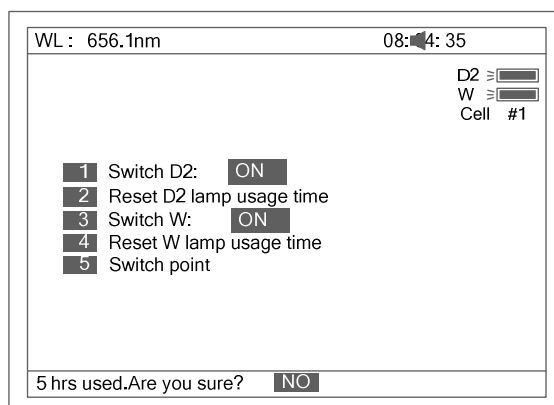 WL: 656.1nm
D2
W
Cell #1
1 Switch D2: ON
2 Reset D2 lamp usage time
3 Switch W: ON
4 Reset W lamp usage time
5 Switch point
5 hrs used.Are you sure? NO